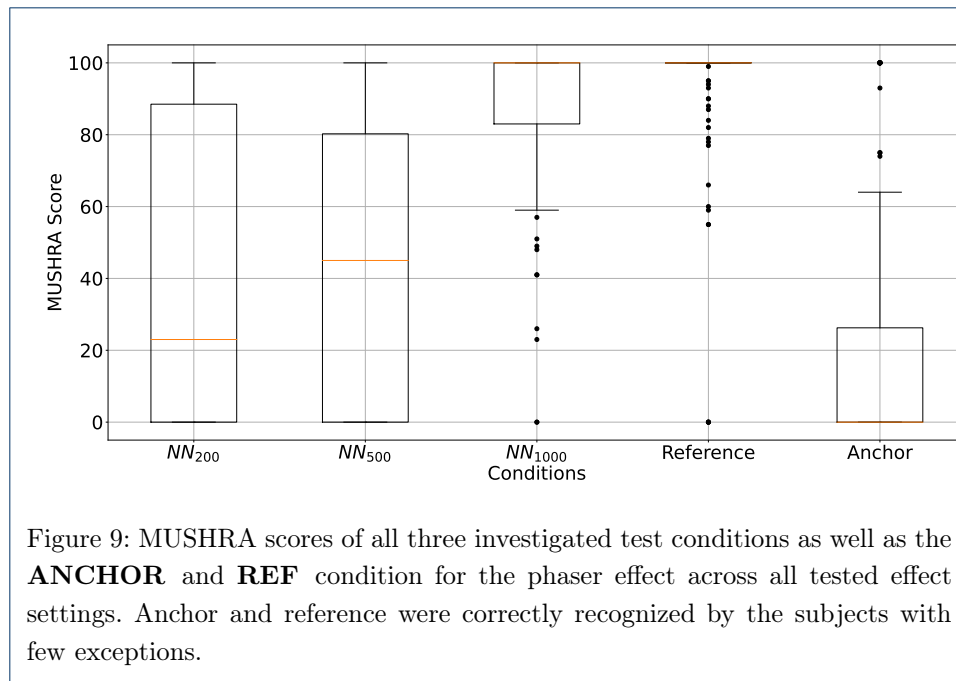 100
80
60
40
20
0
MUSHRA Score
NN200 NN500 NN1000 Reference Anchor
Conditions
Figure 9: MUSHRA scores of all three investigated test conditions as well as the
ANCHOR and REF condition for the phaser effect across all tested effect
settings. Anchor and reference were correctly recognized by the subjects with
few exceptions.